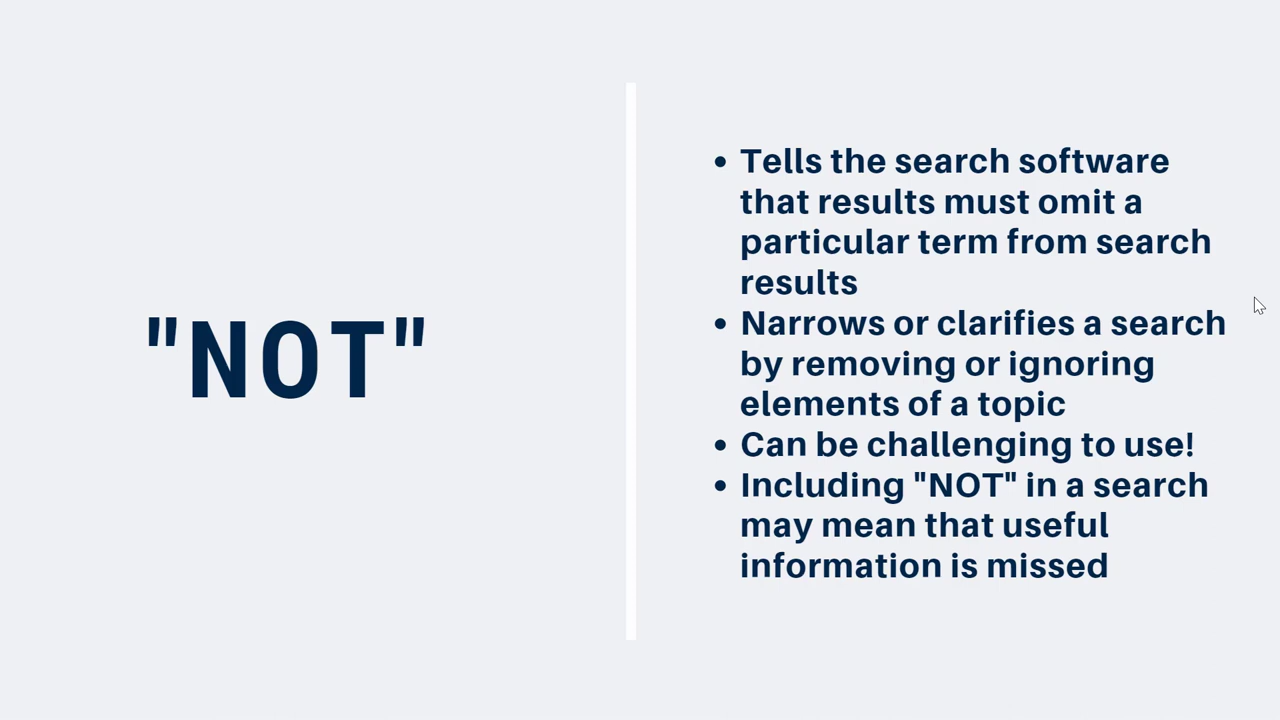 "NOT"
• Tells the search software
that results must omit a
particular term from search
results
• Narrows or clarifies a search
by removing or ignoring
elements of a topic
• Can be challenging to use!
• Including "NOT" in a search
may mean that useful
information is missed